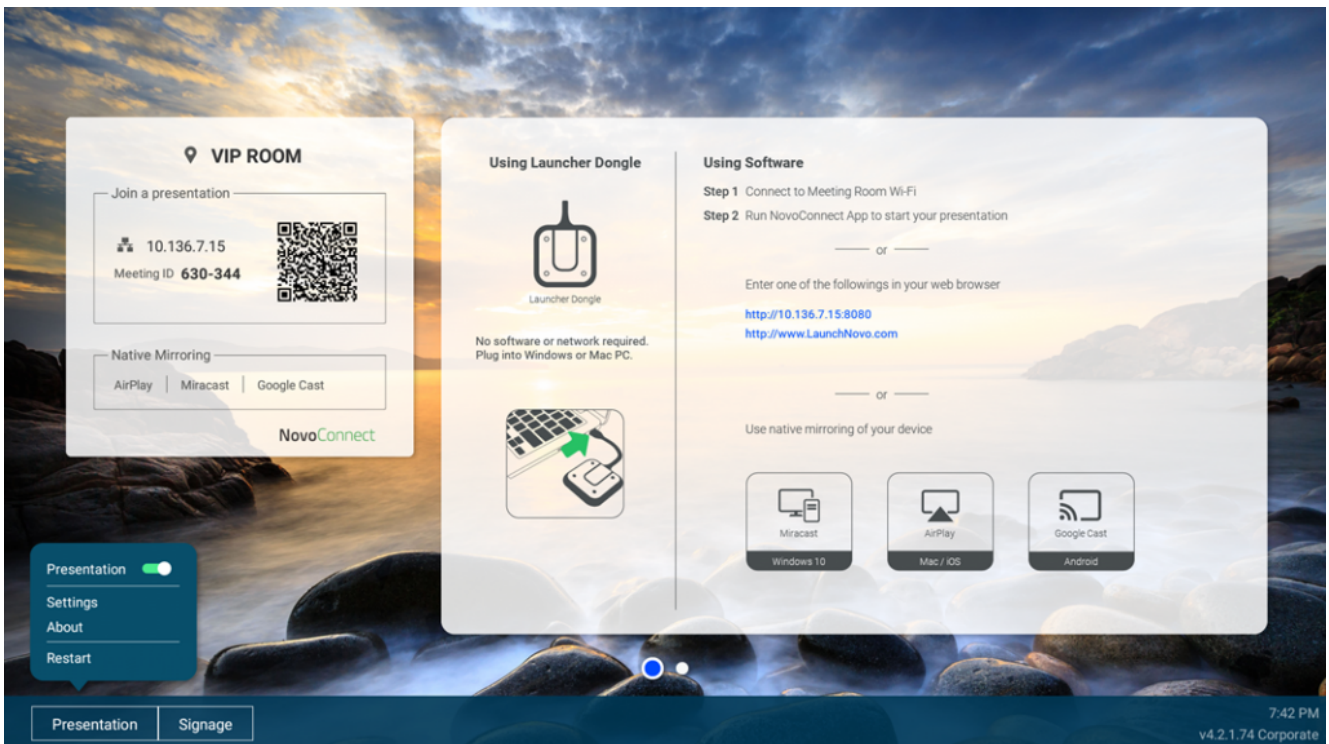 VIP ROOM
Join a presentation
10.136.7.15
Meeting ID 630-344
Native Mirroring
AirPlay | Miracast | Google Cast
NovoConnect
Using Launcher Dongle
Launcher Dongle
No software or network required.
Plug into Windows or Mac PC.
Using Software
Step 1 Connect to Meeting Room Wi-Fi
Step 2 Run NovoConnect App to start your presentation
or
Enter one of the followings in your web browser
http://10.136.7.15:8080
http://www.LaunchNovo.com
or
Use native mirroring of your device
Miracast
Windows 10
AirPlay
Mac / iOS
Google Cast
Android
Presentation
Settings
About
Restart
Presentation
Signage
7:42 PM
v4.2.1.74 Corporate